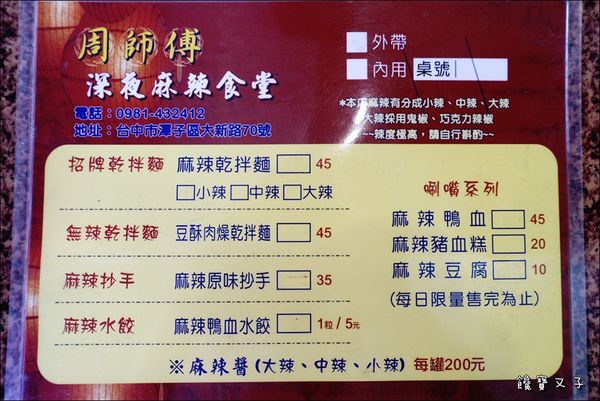 周師傅
深夜麻辣食堂
電話：0981-432412
地址：台中市潭子區大新路70號
外帶
內用 桌號
*本店麻辣有分成小辣、中辣、大辣
大辣採用鬼椒、巧克力辣椒
~~辣度極高，請自行斟酌~~
招牌乾拌麵 麻辣乾拌麵 45
小辣 中辣 大辣
無辣乾拌麵 豆酥肉燥乾拌麵 45
麻辣抄手 麻辣原味抄手 35
麻辣水餃 麻辣鴨血水餃 1粒/5元
唰嘴系列
麻辣鴨血 45
麻辣豬血糕 20
麻辣豆腐 10
(每日限量售完為止)
※麻辣醬(大辣、中辣、小辣) 每罐200元
饞寶又子